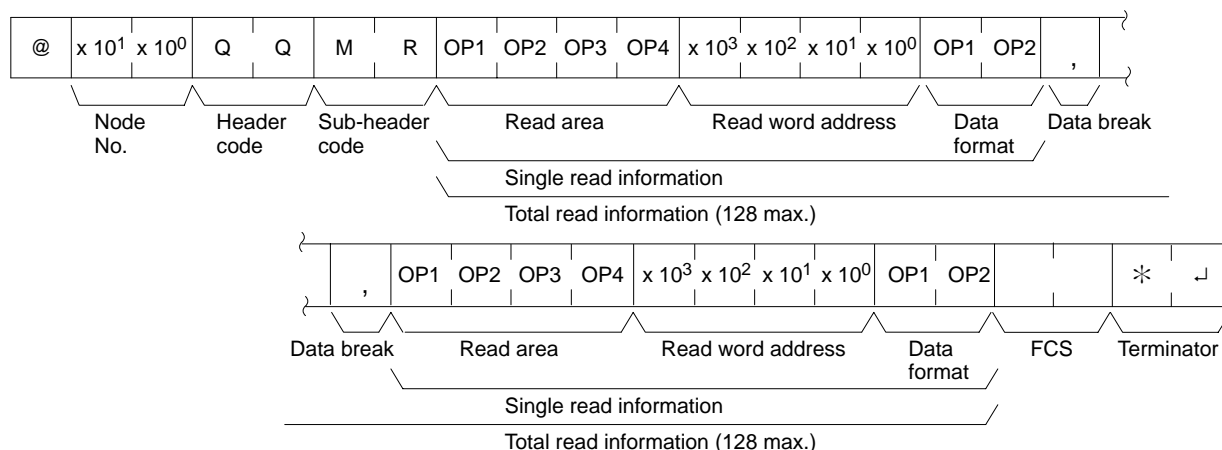 @ x 10¹ x 10⁰ Q Q M R OP1 OP2 OP3 OP4 x 10³ x 10² x 10¹ x 10⁰ OP1 OP2 ,
Node No. Header code Sub-header code Read area Read word address Data format Data break
Single read information
Total read information (128 max.)
, OP1 OP2 OP3 OP4 x 10³ x 10² x 10¹ x 10⁰ OP1 OP2 * ↵
Data break Read area Read word address Data format FCS Terminator
Single read information
Total read information (128 max.)